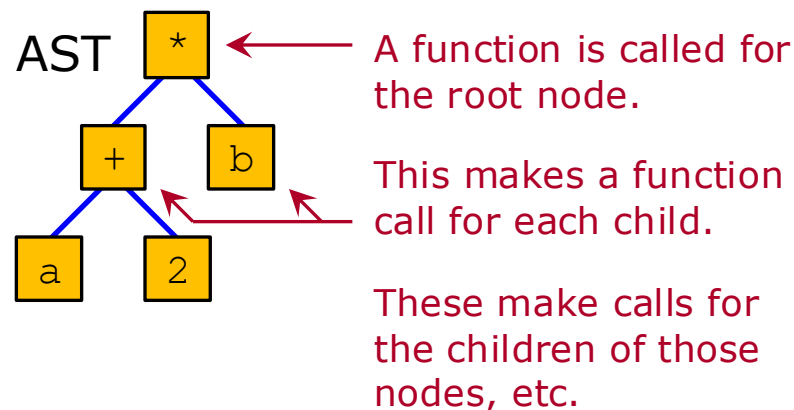 AST
*
A function is called for
the root node.
+
b
This makes a function
call for each child.
a
2
These make calls for
the children of those
nodes, etc.